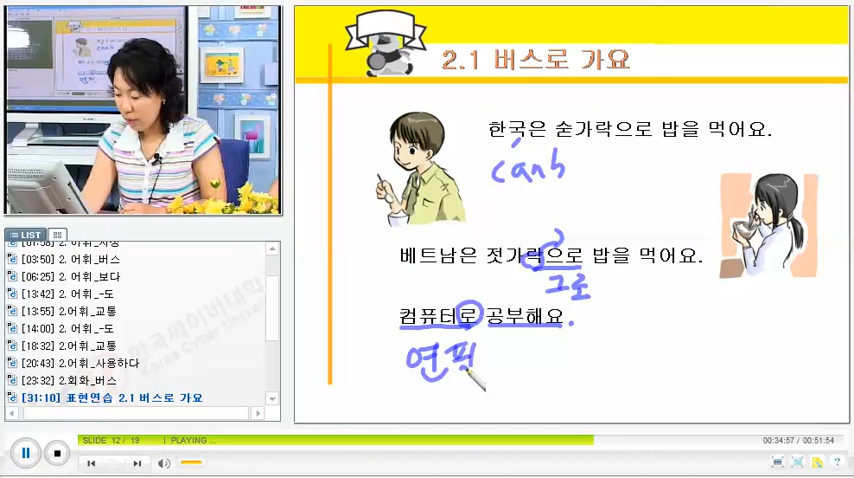 2.1 버스로 가요
한국은 숟가락으로 밥을 먹어요.
canh
베트남은 젓가락으로 밥을 먹어요.
그로
컴퓨터로 공부해요.
연필
LIST
2. 어휘_버스
[03:50] 2. 어휘_버스
[06:25] 2. 어휘_보다
[13:42] 2. 어휘_-도
[13:55] 2.어휘_교통
[14:00] 2. 어휘_-도
[18:32] 2.어휘_교통
[20:43] 2.어휘_사용하다
[23:32] 2.회화_버스
[31:10] 표현연습 2.1 버스로 가요
SLIDE 12 / 19 | PLAYING ...
00:34:57 / 00:51:54